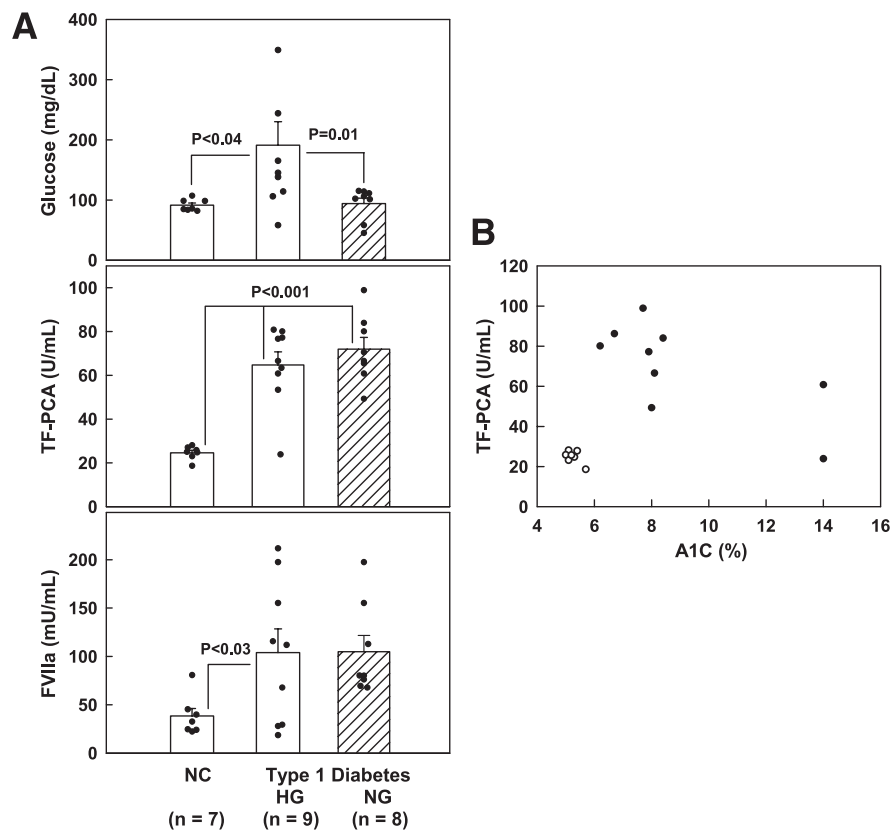 A
Glucose (mg/dL)
400
300
200
100
0
P<0.04
P=0.01
TF-PCA (U/mL)
100
80
60
40
20
0
P<0.001
FVIIa (mU/mL)
200
150
100
50
0
P<0.03
NC
Type 1 Diabetes
HG
NG
(n = 7)
(n = 9)
(n = 8)
B
TF-PCA (U/mL)
120
100
80
60
40
20
0
4
6
8
10
12
14
16
A1C (%)